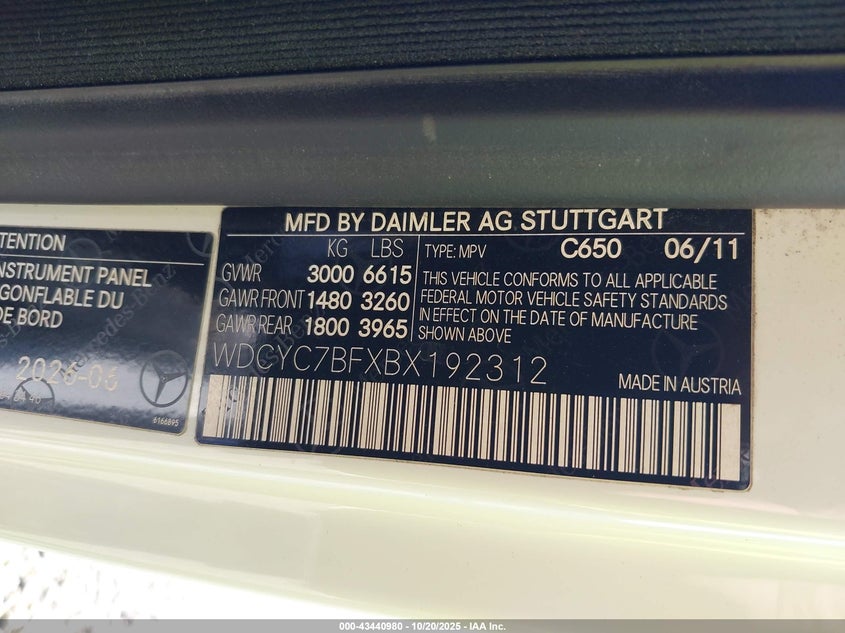 TENTION
INSTRUMENT PANEL
GONFLABLE DU
DE BORD
6166895
MFD BY DAIMLER AG STUTTGART
KG LBS TYPE: MPV C650 06/11
GVWR 3000 6615
GAWR FRONT 1480 3260
GAWR REAR 1800 3965
THIS VEHICLE CONFORMS TO ALL APPLICABLE
FEDERAL MOTOR VEHICLE SAFETY STANDARDS
IN EFFECT ON THE DATE OF MANUFACTURE
SHOWN ABOVE
WDCYC7BFXBX192312
MADE IN AUSTRIA
000-43440980 | 10/20/2025 – IAA Inc.